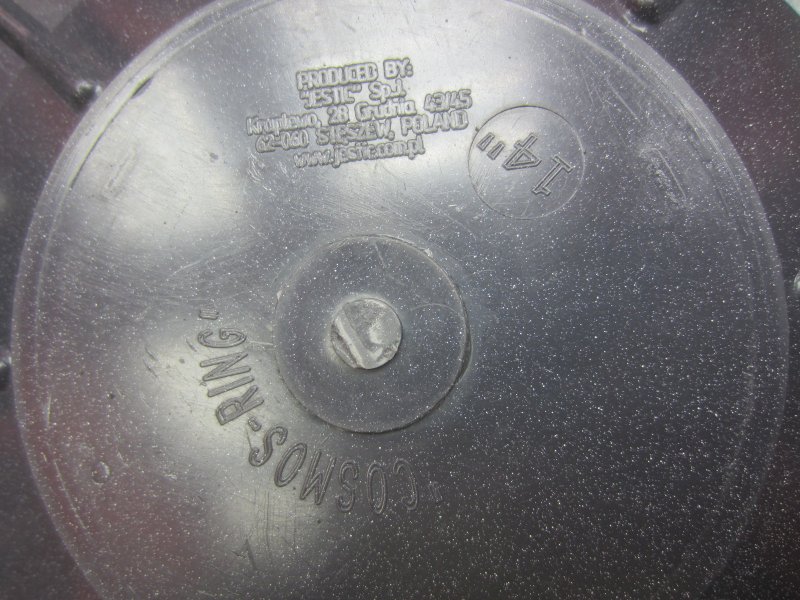 PRODUCED BY:
"JESTIC" Sp.J.
Krąplewo, 28 Grudnia 43/45
62-060 STĘSZEW, POLAND
www.jestic.com.pl
14"
"COSMOS-RING"